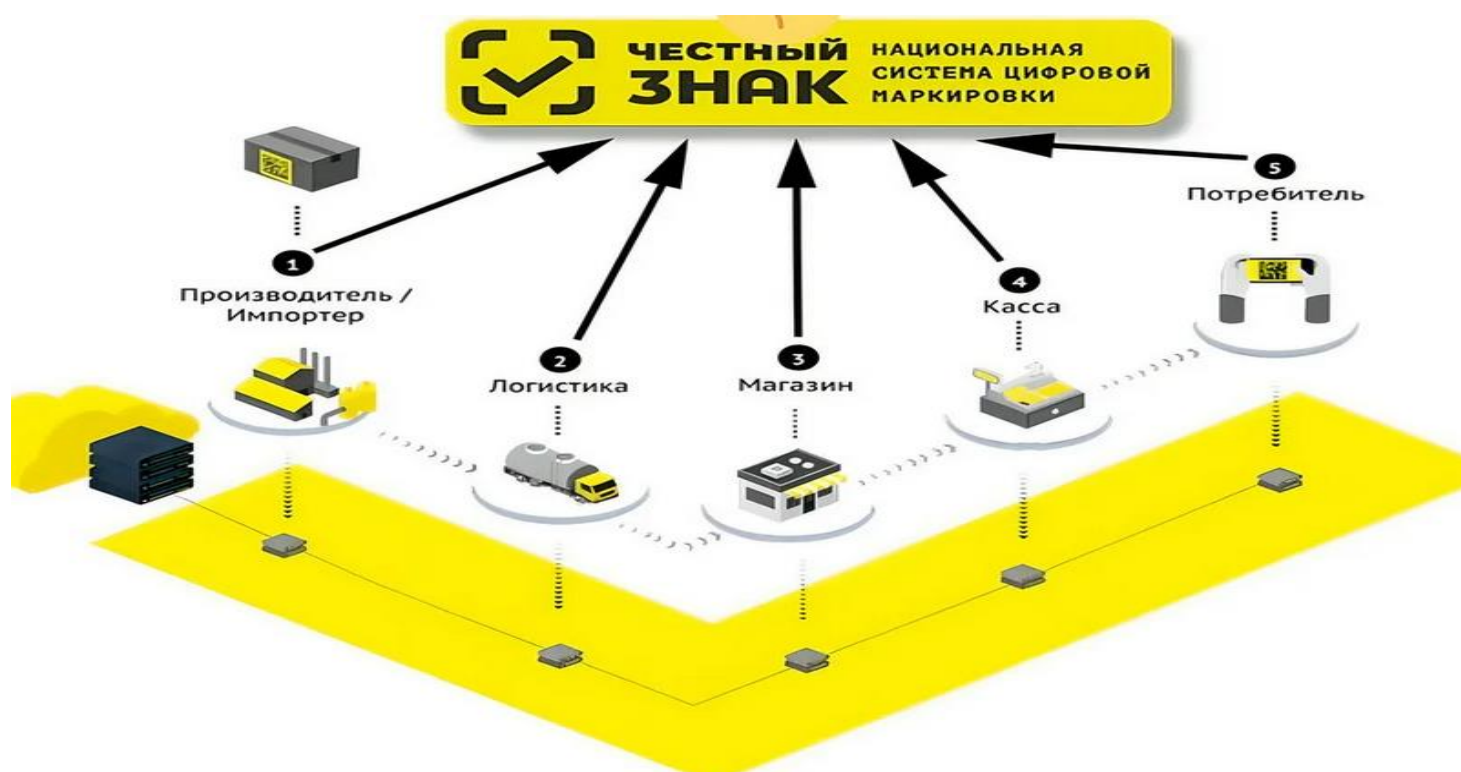 ЧЕСТНЫЙ
ЗНАК
НАЦИОНАЛЬНАЯ
СИСТЕМА ЦИФРОВОЙ
МАРКИРОВКИ
1
Производитель /
Импортер
2
Логистика
3
Магазин
4
Касса
5
Потребитель